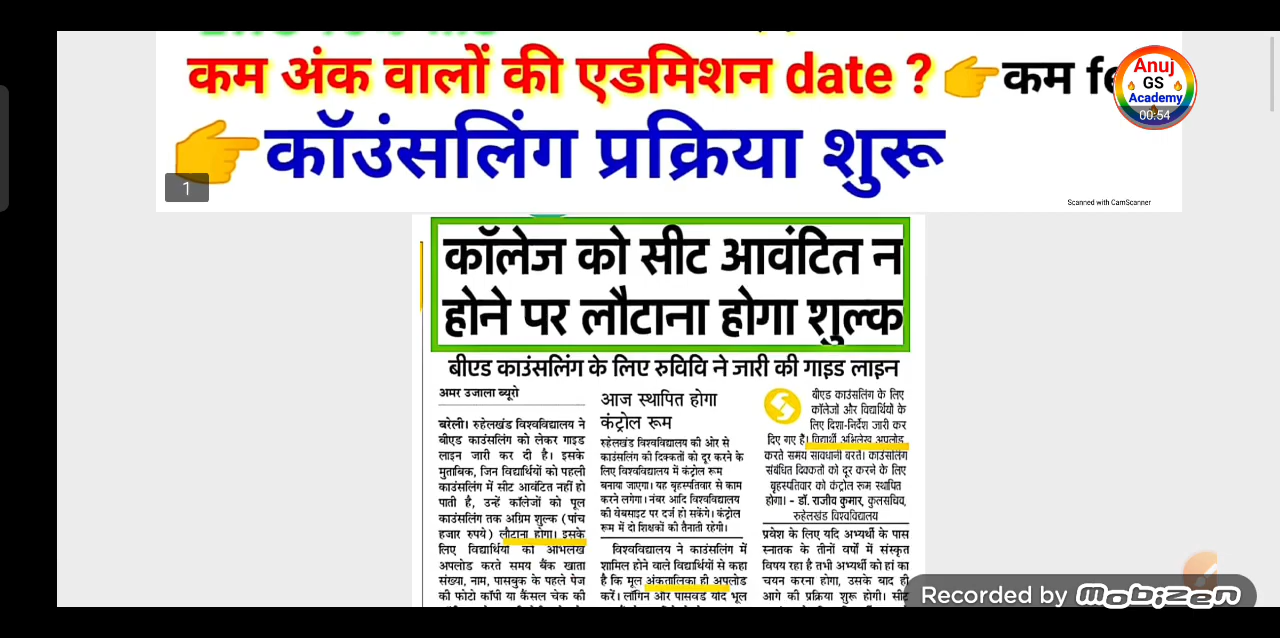 कम अंक वालों की एडमिशन date ? 👉 कम
👉 कॉउंसलिंग प्रक्रिया शुरू
Anuj
GS
Academy
00:54
1
Scanned with CamScanner
कॉलेज को सीट आवंटित न
होने पर लौटाना होगा शुल्क
बीएड काउंसलिंग के लिए रुविवि ने जारी की गाइड लाइन
अमर उजाला ब्यूरो
बरेली। रुहेलखंड विश्वविद्यालय ने
बीएड काउंसलिंग को लेकर गाइड
लाइन जारी कर दी है। इसके
मुताबिक, जिन विद्यार्थियों को पहली
काउंसलिंग में सीट आवंटित नहीं हो
पाती है, उन्हें कॉलेजों को पूल
काउंसलिंग तक अग्रिम शुल्क (पांच
हजार रुपये) लौटाना होगा। इसके
लिए विद्यार्थियों को अभिलेख
अपलोड करते समय बैंक खाता
संख्या, नाम, पासबुक के पहले पेज
की फोटो कॉपी या कैंसल चेक की
आज स्थापित होगा
कंट्रोल रूम
रुहेलखंड विश्वविद्यालय की ओर से
काउंसलिंग की दिक्कतों को दूर करने के
लिए विश्वविद्यालय में कंट्रोल रूम
बनाया जाएगा। यह बृहस्पतिवार से काम
करने लगेगा। नंबर आदि विश्वविद्यालय
की वेबसाइट पर दर्ज हो सकेंगे। कंट्रोल
रूम में दो शिक्षकों की तैनाती रहेगी।
विश्वविद्यालय ने काउंसलिंग में
शामिल होने वाले विद्यार्थियों से कहा
है कि मूल अंकतालिका ही अपलोड
करें। लॉगिन और पासवर्ड याद भूल
बीएड काउंसलिंग के लिए
कॉलेजों और विद्यार्थियों के
लिए दिशा-निर्देश जारी कर
दिए गए है। विद्यार्थी अभिलेख अपलोड
करते समय सावधानी बरतें। काउंसलिंग
संबंधित दिक्कतों को दूर करने के लिए
बृहस्पतिवार को कंट्रोल रूम स्थापित
होगा। - डॉ. राजीव कुमार, कुलसचिव,
रुहेलखंड विश्वविद्यालय
प्रवेश के लिए यदि अभ्यर्थी के पास
स्नातक के तीनों वर्षों में संस्कृत
विषय रहा है तभी अभ्यर्थी को हां का
चयन करना होगा, उसके बाद ही
आगे की प्रक्रिया शुरू होगी। सीट
Recorded by mobizen